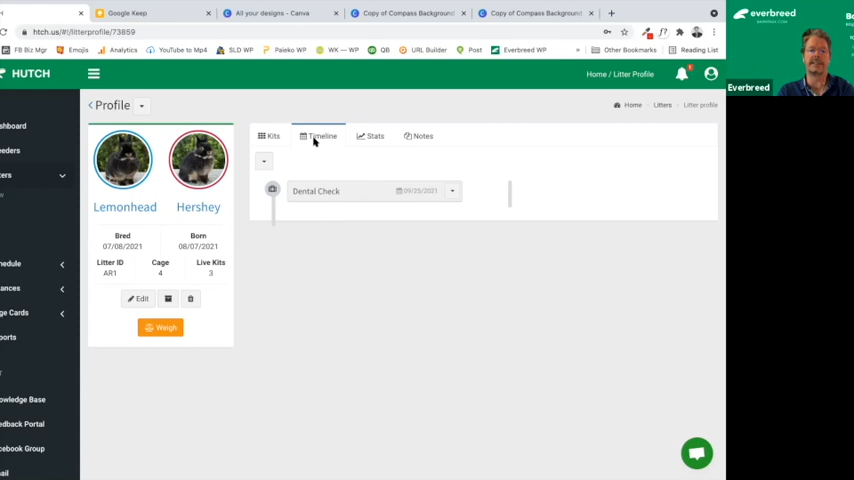 Google Keep
All your designs - Canva
Copy of Compass Background
Copy of Compass Background
htch.us/#!/litterprofile/73859
FB Biz Mgr
Emojis
Analytics
YouTube to Mp4
SLD WP
Paleko WP
WK — WP
QB
URL Builder
Post
Everbreed WP
»
Other Bookmarks
Reading List
everbreed
HUTCH
Home / Litter Profile
Everbreed
Profile
Home
Litters
Litter profile
shboard
eeders
ters
hedule
ances
ge Cards
ports
nowledge Base
edback Portal
cebook Group
ail
Lemonhead
Hershey
Bred
Born
07/08/2021
08/07/2021
Litter ID
Cage
Live Kits
AR1
4
3
Edit
Weigh
Kits
Timeline
Stats
Notes
Dental Check
09/25/2021